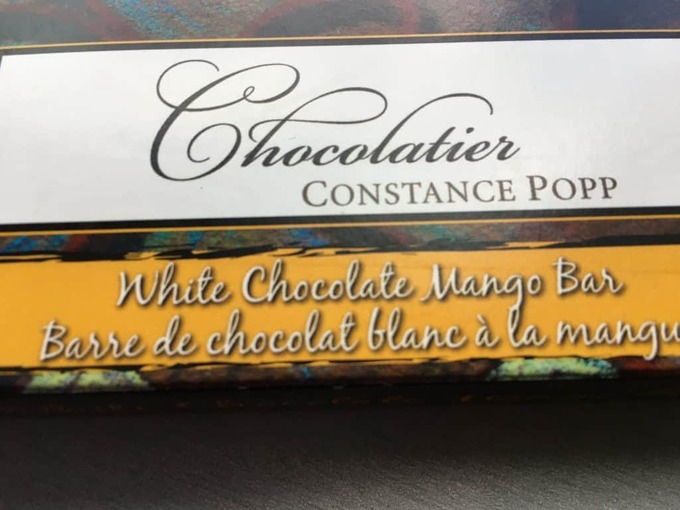 Chocolatier
CONSTANCE POPP
White Chocolate Mango Bar
Barre de chocolat blanc à la mangu